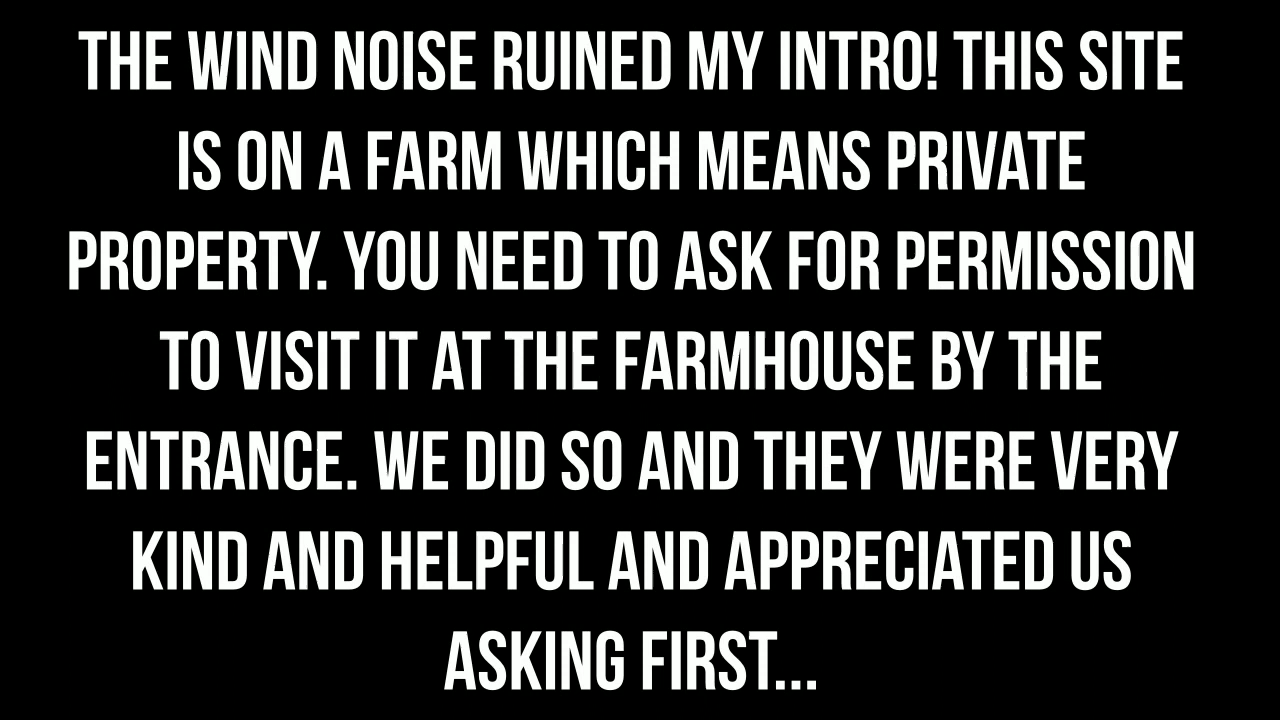 THE WIND NOISE RUINED MY INTRO! THIS SITE
IS ON A FARM WHICH MEANS PRIVATE
PROPERTY. YOU NEED TO ASK FOR PERMISSION
TO VISIT IT AT THE FARMHOUSE BY THE
ENTRANCE. WE DID SO AND THEY WERE VERY
KIND AND HELPFUL AND APPRECIATED US
ASKING FIRST...